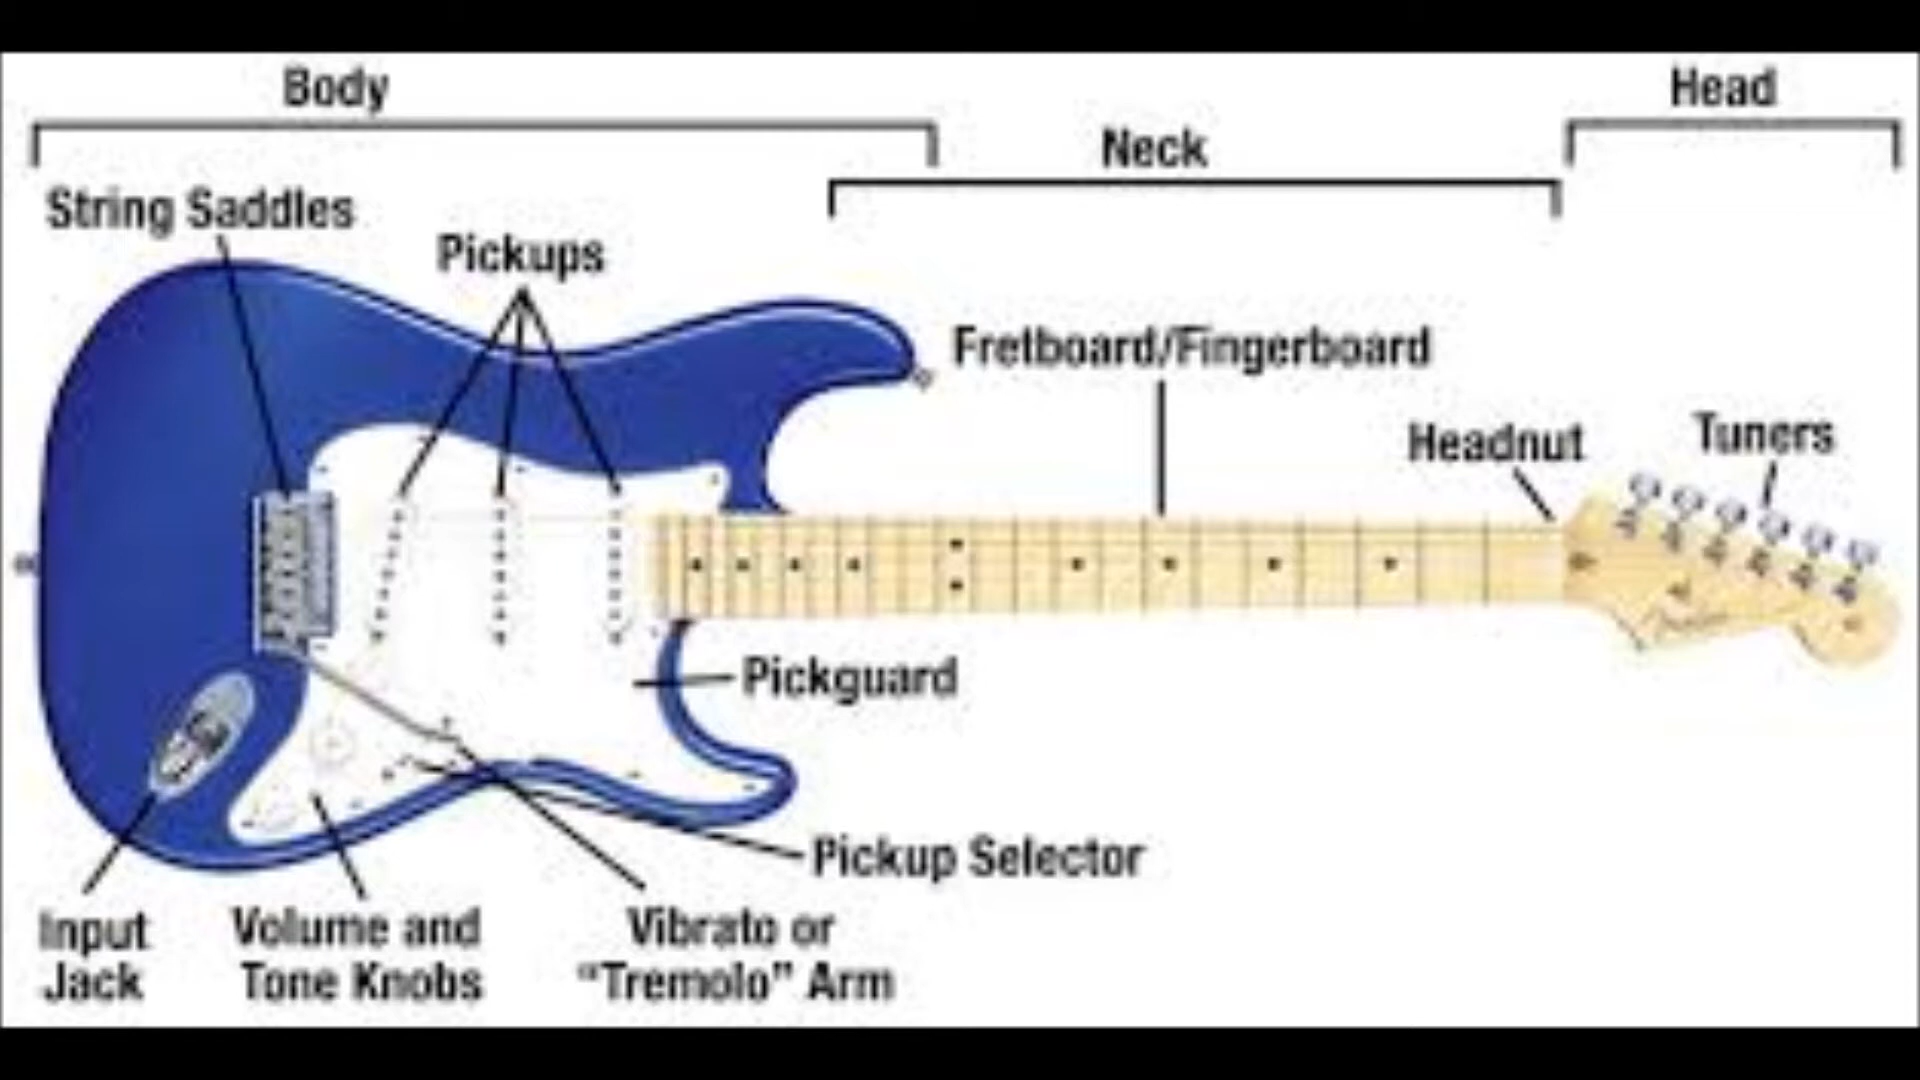 Body
Head
Neck
String Saddles
Pickups
Fretboard/Fingerboard
Headnut
Tuners
Pickguard
Pickup Selector
Input
Jack
Volume and
Tone Knobs
Vibrato or
“Tremolo” Arm